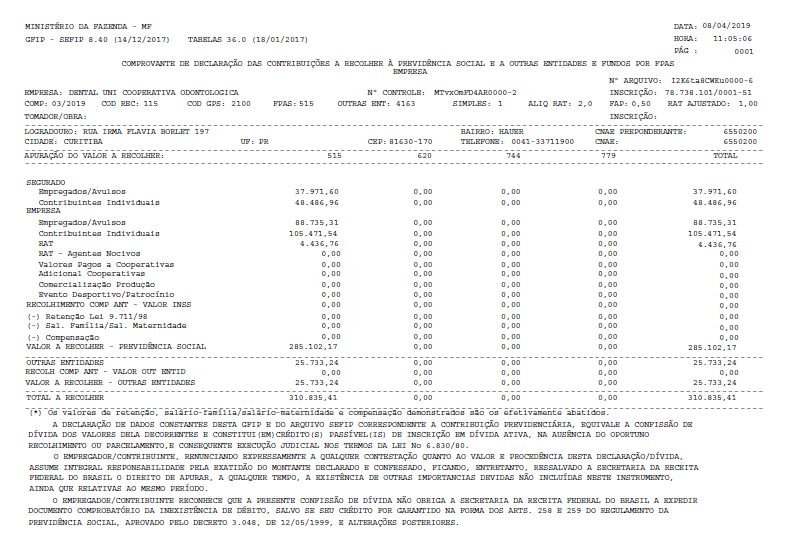 MINISTÉRIO DA FAZENDA - MF DATA: 08/04/2019
GFIP - SEFIP 8.40 (14/12/2017) TABELAS 36.0 (18/01/2017) HORA: 11:05:06
PÁG : 0001
COMPROVANTE DE DECLARAÇÃO DAS CONTRIBUIÇÕES A RECOLHER À PREVIDÊNCIA SOCIAL E A OUTRAS ENTIDADES E FUNDOS POR FPAS
EMPRESA
N° ARQUIVO: I2K6ta8CWKu0000-6
EMPRESA: DENTAL UNI COOPERATIVA ODONTOLOGICA N° CONTROLE: MTvxOmFD4AR0000-2 INSCRIÇÃO: 78.738.101/0001-51
COMP: 03/2019 COD REC: 115 COD GPS: 2100 FPAS: 515 OUTRAS ENT: 4163 SIMPLES: 1 ALIQ RAT: 2,0 FAP: 0,50 RAT AJUSTADO: 1,00
TOMADOR/OBRA: INSCRIÇÃO:
LOGRADOURO: RUA IRMA FLAVIA BORLET 197 BAIRRO: HAUER CNAE PREPONDERANTE: 6550200
CIDADE: CURITIBA UF: PR CEP: 81630-170 TELEFONE: 0041-33711900 CNAE: 6550200
APURAÇÃO DO VALOR A RECOLHER: 515 620 744 779 TOTAL
SEGURADO
Empregados/Avulsos 37.971,60 0,00 0,00 0,00 37.971,60
Contribuintes Individuais 48.486,96 0,00 0,00 0,00 48.486,96
EMPRESA
Empregados/Avulsos 88.735,31 0,00 0,00 0,00 88.735,31
Contribuintes Individuais 105.471,54 0,00 0,00 0,00 105.471,54
RAT 4.436,76 0,00 0,00 0,00 4.436,76
RAT - Agentes Nocivos 0,00 0,00 0,00 0,00 0,00
Valores Pagos a Cooperativas 0,00 0,00 0,00 0,00 0,00
Adicional Cooperativas 0,00 0,00 0,00 0,00 0,00
Comercialização Produção 0,00 0,00 0,00 0,00 0,00
Evento Desportivo/Patrocínio 0,00 0,00 0,00 0,00 0,00
RECOLHIMENTO COMP ANT - VALOR INSS 0,00 0,00 0,00 0,00 0,00
(-) Retenção Lei 9.711/98 0,00 0,00 0,00 0,00 0,00
(-) Sal. Família/Sal. Maternidade 0,00 0,00 0,00 0,00 0,00
(-) Compensação 0,00 0,00 0,00 0,00 0,00
VALOR A RECOLHER - PREVIDÊNCIA SOCIAL 285.102,17 0,00 0,00 0,00 285.102,17
OUTRAS ENTIDADES 25.733,24 0,00 0,00 0,00 25.733,24
RECOLH COMP ANT - VALOR OUT ENTID 0,00 0,00 0,00 0,00 0,00
VALOR A RECOLHER - OUTRAS ENTIDADES 25.733,24 0,00 0,00 0,00 25.733,24
TOTAL A RECOLHER 310.835,41 0,00 0,00 0,00 310.835,41
(*) Os valores de retenção, salário-família/salário-maternidade e compensação demonstrados são os efetivamente abatidos.
A DECLARAÇÃO DE DADOS CONSTANTES DESTA GFIP E DO ARQUIVO SEFIP CORRESPONDENTE A CONTRIBUIÇÃO PREVIDENCIÁRIA, EQUIVALE A CONFISSÃO DE
DÍVIDA DOS VALORES DELA DECORRENTES E CONSTITUI(EM)CRÉDITO(S) PASSÍVEL(IS) DE INSCRIÇÃO EM DÍVIDA ATIVA, NA AUSÊNCIA DO OPORTUNO
RECOLHIMENTO OU PARCELAMENTO,E CONSEQUENTE EXECUÇÃO JUDICIAL NOS TERMOS DA LEI No 6.830/80.
O EMPREGADOR/CONTRIBUINTE, RENUNCIANDO EXPRESSAMENTE A QUALQUER CONTESTAÇÃO QUANTO AO VALOR E PROCEDÊNCIA DESTA DECLARAÇÃO/DÍVIDA,
ASSUME INTEGRAL RESPONSABILIDADE PELA EXATIDÃO DO MONTANTE DECLARADO E CONFESSADO, FICANDO, ENTRETANTO, RESSALVADO A SECRETARIA DA RECEITA
FEDERAL DO BRASIL O DIREITO DE APURAR, A QUALQUER TEMPO, A EXISTÊNCIA DE OUTRAS IMPORTANCIAS DEVIDAS NÃO INCLUÍDAS NESTE INSTRUMENTO,
AINDA QUE RELATIVAS AO MESMO PERÍODO.
O EMPREGADOR/CONTRIBUINTE RECONHECE QUE A PRESENTE CONFISSÃO DE DÍVIDA NÃO OBRIGA A SECRETARIA DA RECEITA FEDERAL DO BRASIL A EXPEDIR
DOCUMENTO COMPROBATÓRIO DA INEXISTÊNCIA DE DÉBITO, SALVO SE SEU CRÉDITO FOR GARANTIDO NA FORMA DOS ARTS. 258 E 259 DO REGULAMENTO DA
PREVIDÊNCIA SOCIAL, APROVADO PELO DECRETO 3.048, DE 12/05/1999, E ALTERAÇÕES POSTERIORES.